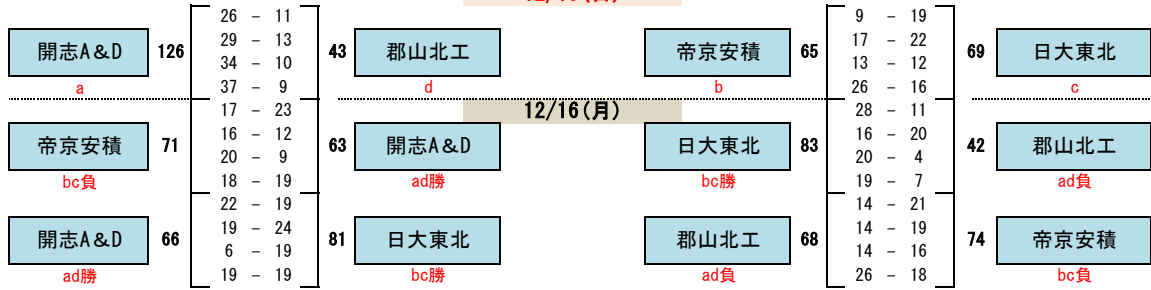 26 - 11
9 - 19
29 - 13
17 - 22
開志A&D 126 43 郡山北工 帝京安積 65 69 日大東北
34 - 10
13 - 12
37 - 9
26 - 16
a d b c
12/16(月)
17 - 23
28 - 11
16 - 12
16 - 20
帝京安積 71 63 開志A&D 日大東北 83 42 郡山北工
20 - 9
20 - 4
18 - 19
19 - 7
bc負 ad勝 bc勝 ad負
22 - 19
14 - 21
19 - 24
14 - 19
開志A&D 66 81 日大東北 郡山北工 68 74 帝京安積
6 - 19
14 - 16
19 - 19
26 - 18
ad勝 bc勝 ad負 bc負